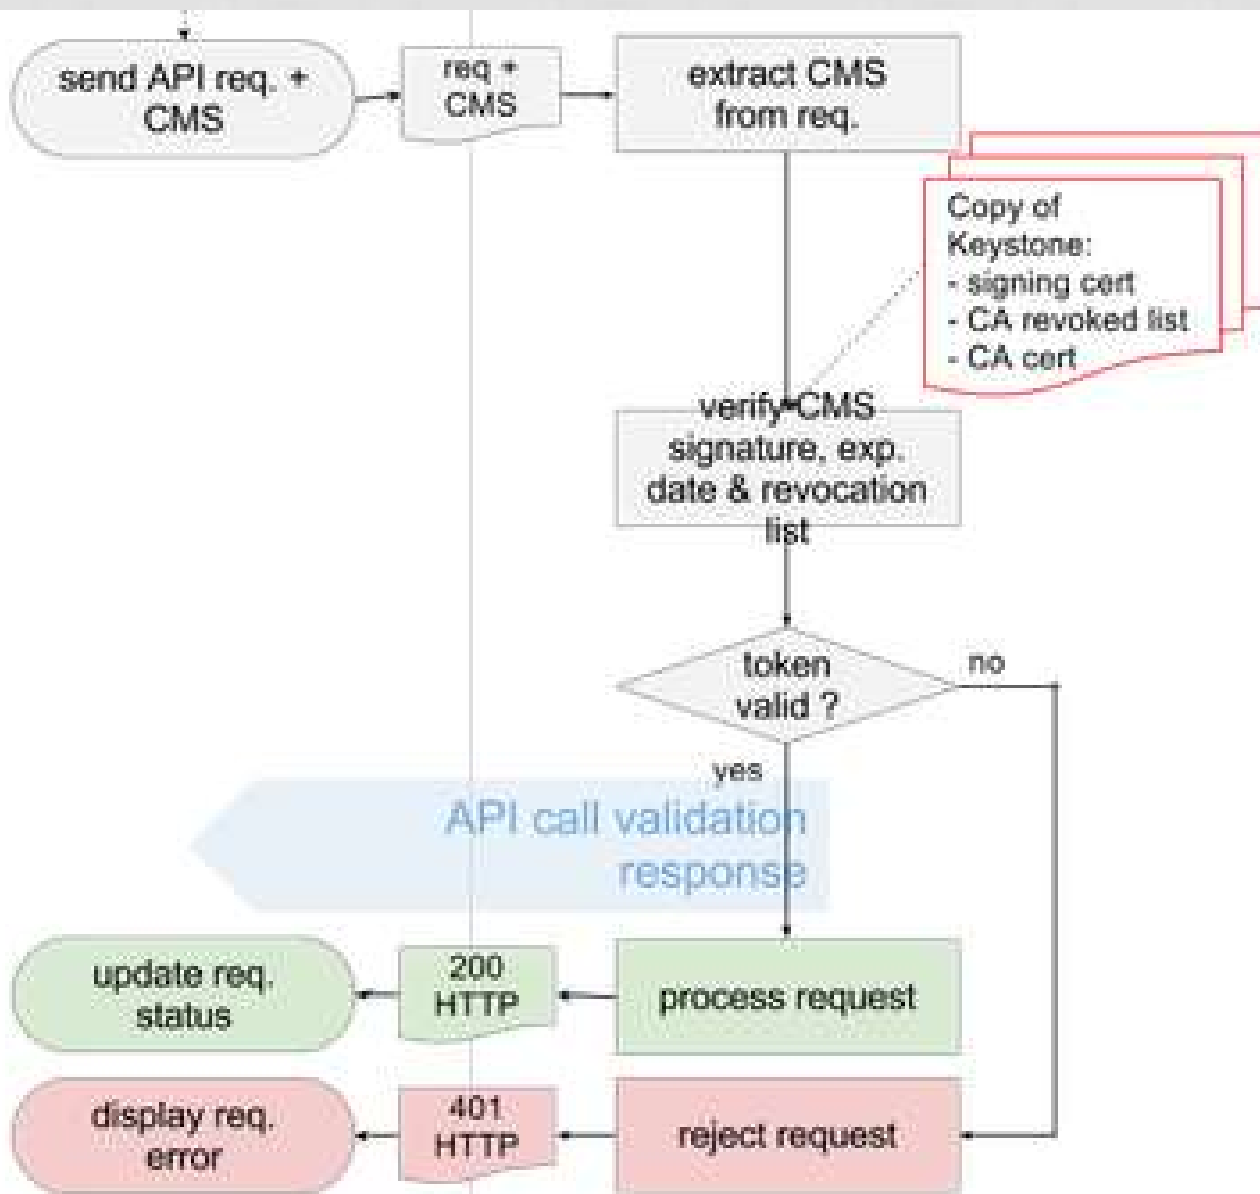 send API req. +
CMS
req +
CMS
extract CMS
from req.
Copy of
Keystone:
- signing cert
- CA revoked list
- CA cert
verify CMS
signature, exp.
date & revocation
list
token
valid ?
no
yes
API call validation
response
update req.
status
200
HTTP
process request
display req.
error
401
HTTP
reject request